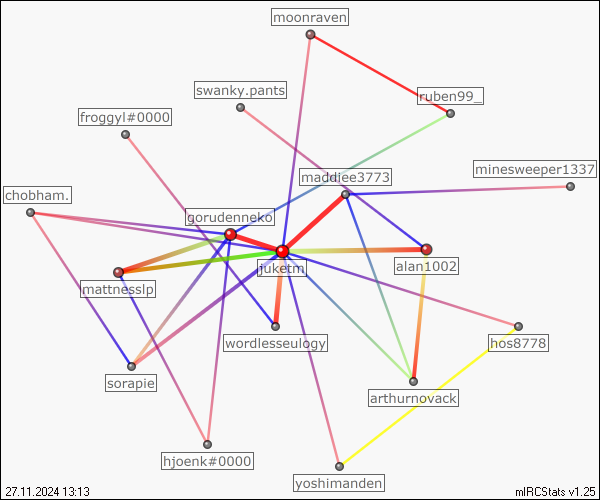 moonraven
swanky.pants
ruben99_
froggyl#0000
maddiee3773
minesweeper1337
chobham.
gorudenneko
juketm
alan1002
mattnesslp
wordlesseulogy
hos8778
sorapie
arthurnovack
hjoenk#0000
yoshimanden
27.11.2024 13:13
mIRCStats v1.25